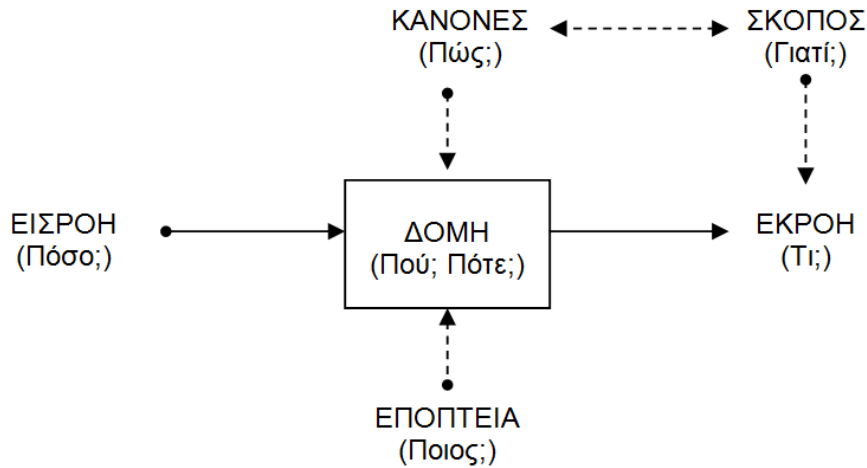 ΚΑΝΟΝΕΣ
(Πώς;)
ΣΚΟΠΟΣ
(Γιατί;)
ΕΙΣΡΟΗ
(Πόσο;)
ΔΟΜΗ
(Πού; Πότε;)
ΕΚΡΟΗ
(Τι;)
ΕΠΟΠΤΕΙΑ
(Ποιος;)